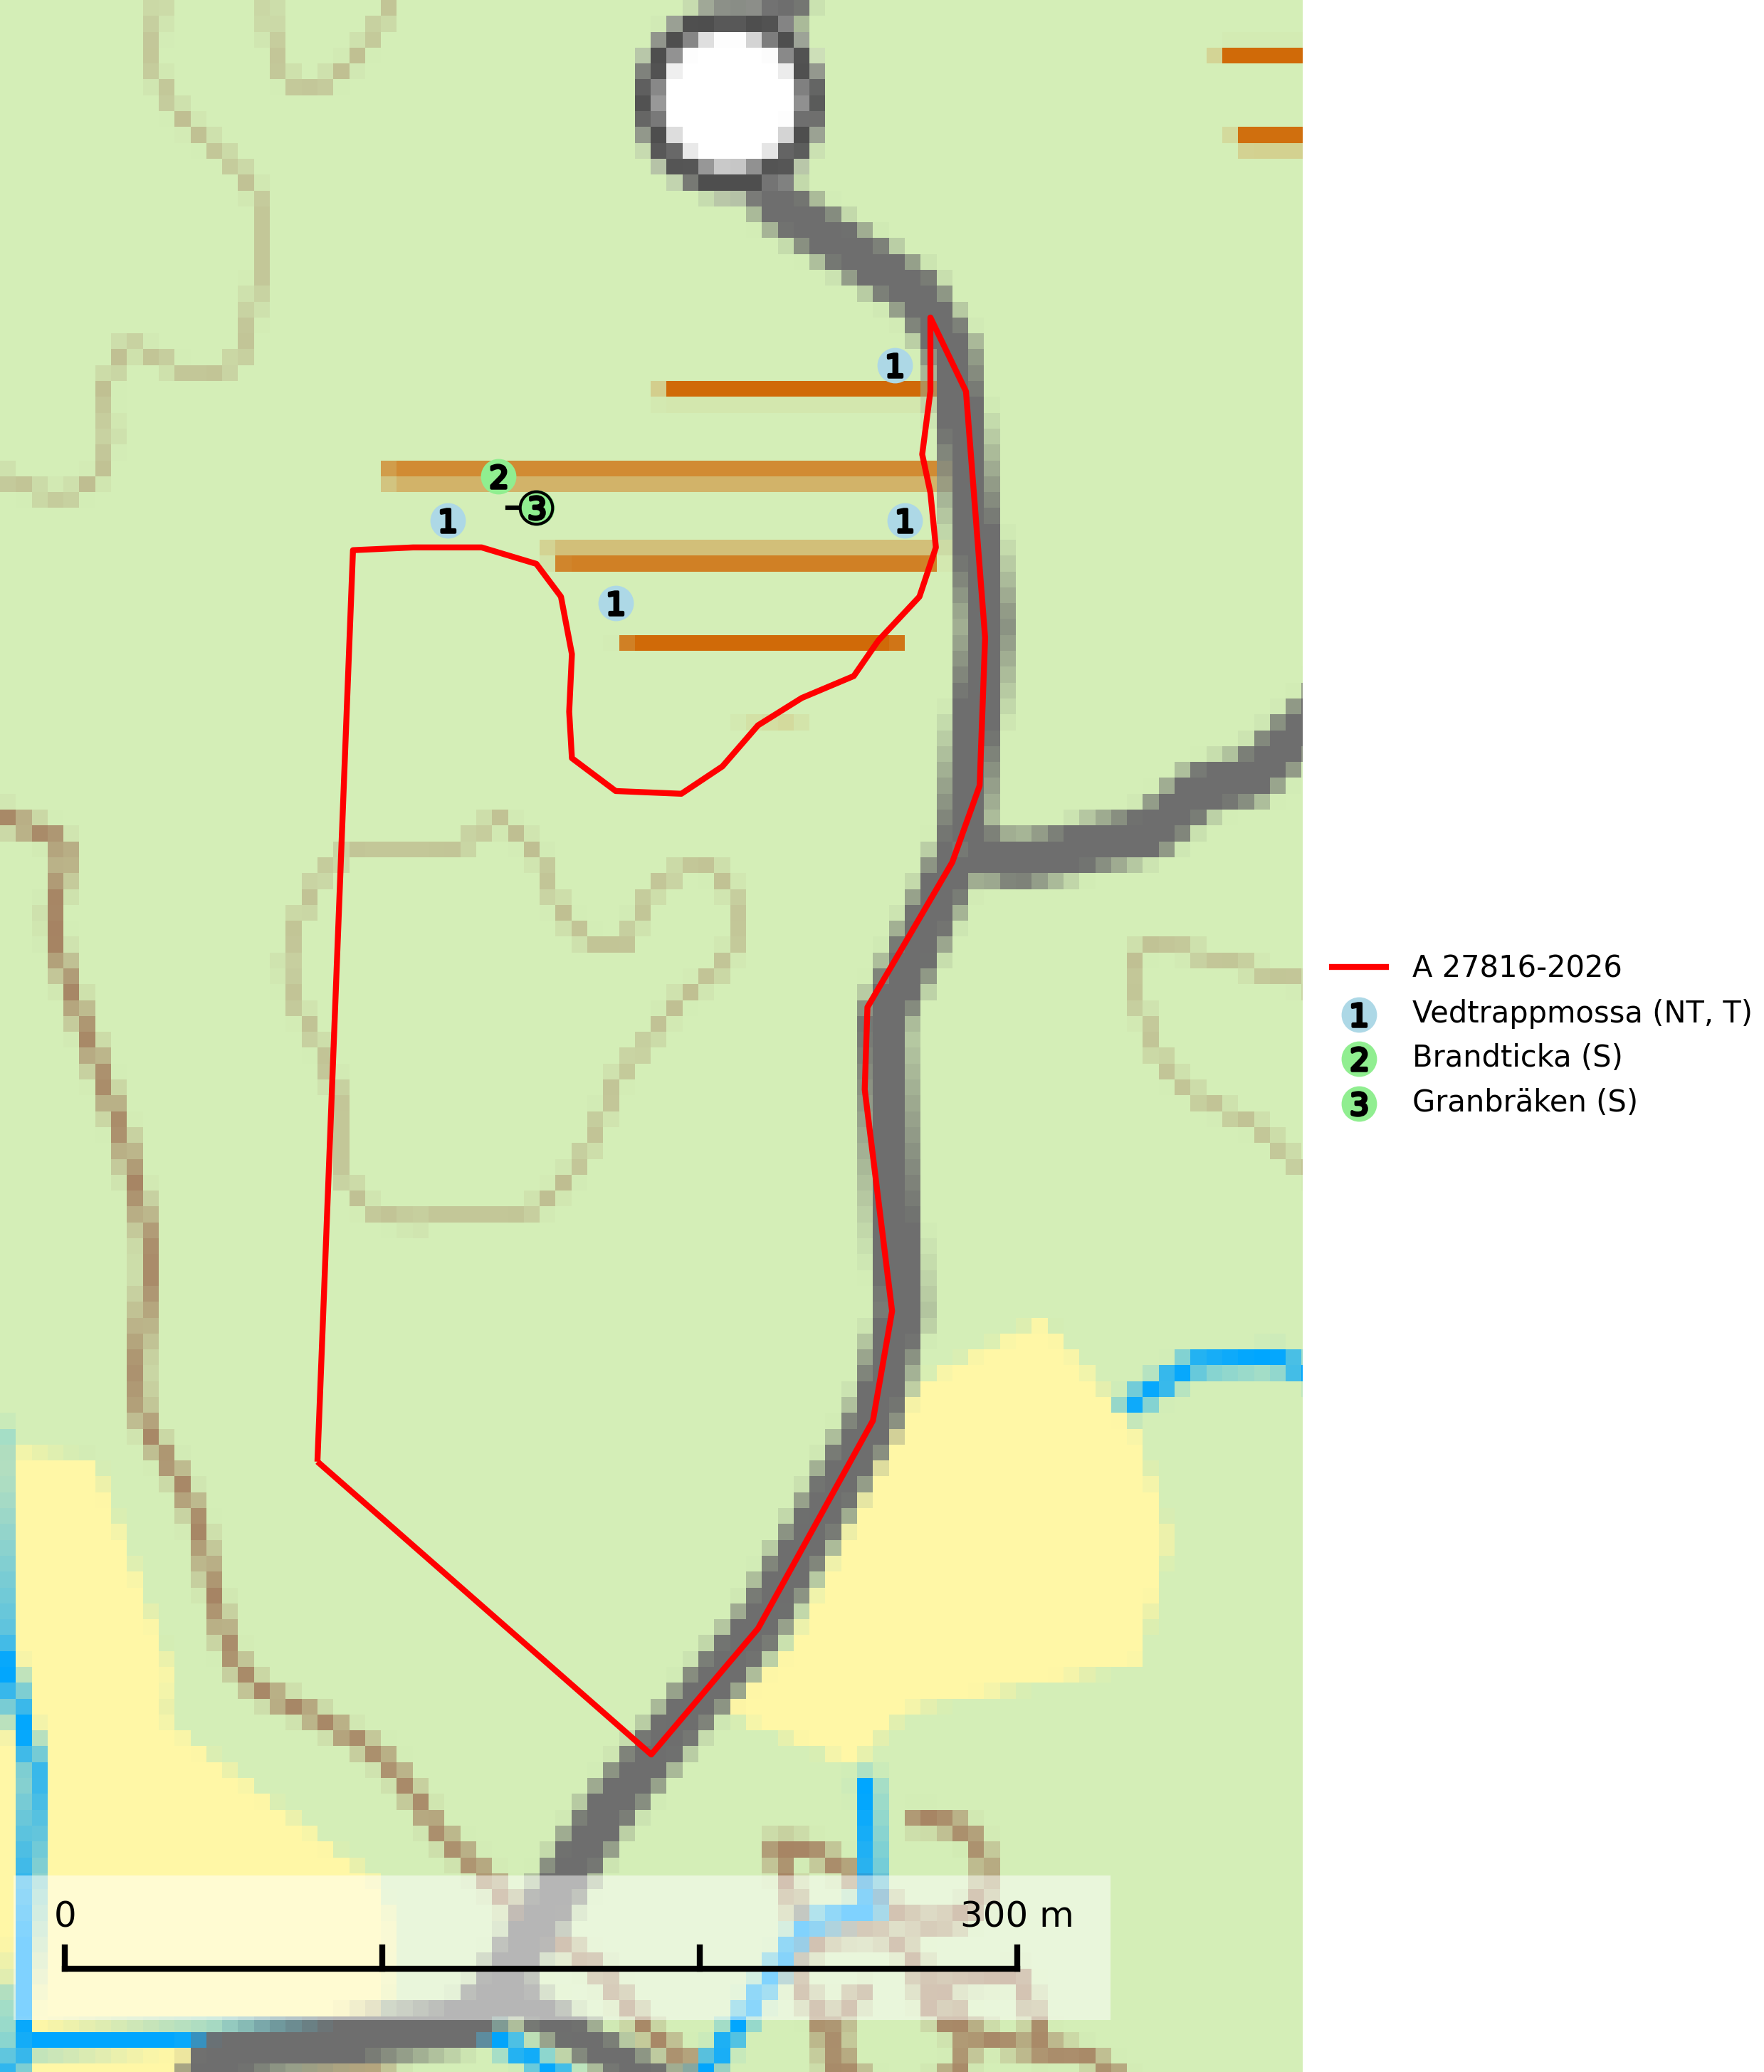 1
2
3
1
1
1
A 27816-2026
1 Vedtrappmossa (NT, T)
2 Brandticka (S)
3 Granbräken (S)
0 300 m